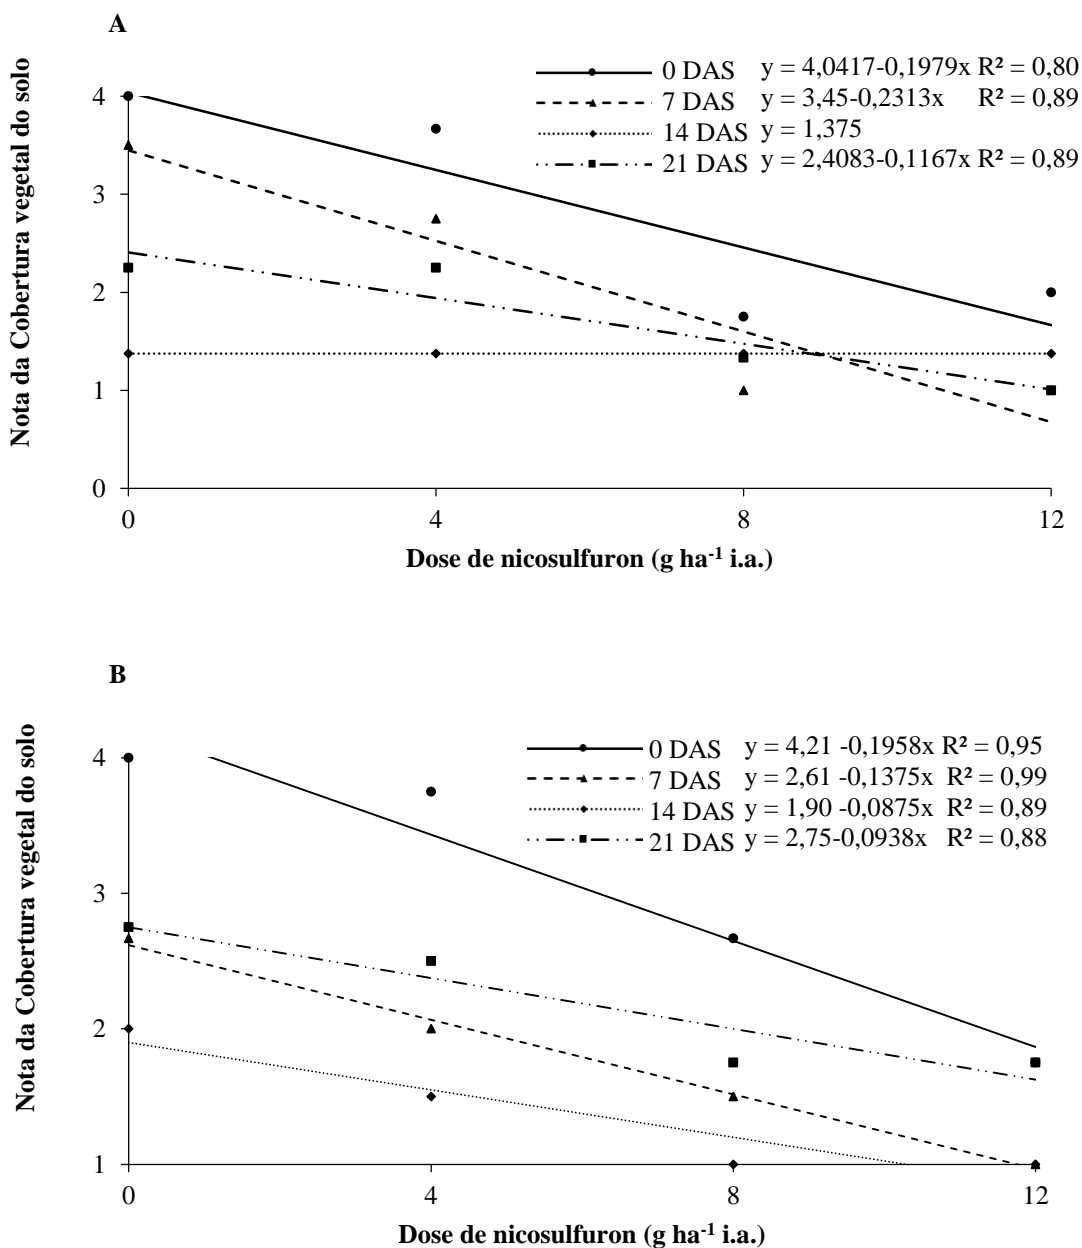 A
0 DAS y = 4,0417-0,1979x R² = 0,80
7 DAS y = 3,45-0,2313x R² = 0,89
14 DAS y = 1,375
21 DAS y = 2,4083-0,1167x R² = 0,89
Nota da Cobertura vegetal do solo
4
3
2
1
0
0 4 8 12
Dose de nicosulfuron (g ha⁻¹ i.a.)
B
0 DAS y = 4,21 -0,1958x R² = 0,95
7 DAS y = 2,61 -0,1375x R² = 0,99
14 DAS y = 1,90 -0,0875x R² = 0,89
21 DAS y = 2,75-0,0938x R² = 0,88
Nota da Cobertura vegetal do solo
4
3
2
1
0 4 8 12
Dose de nicosulfuron (g ha⁻¹ i.a.)